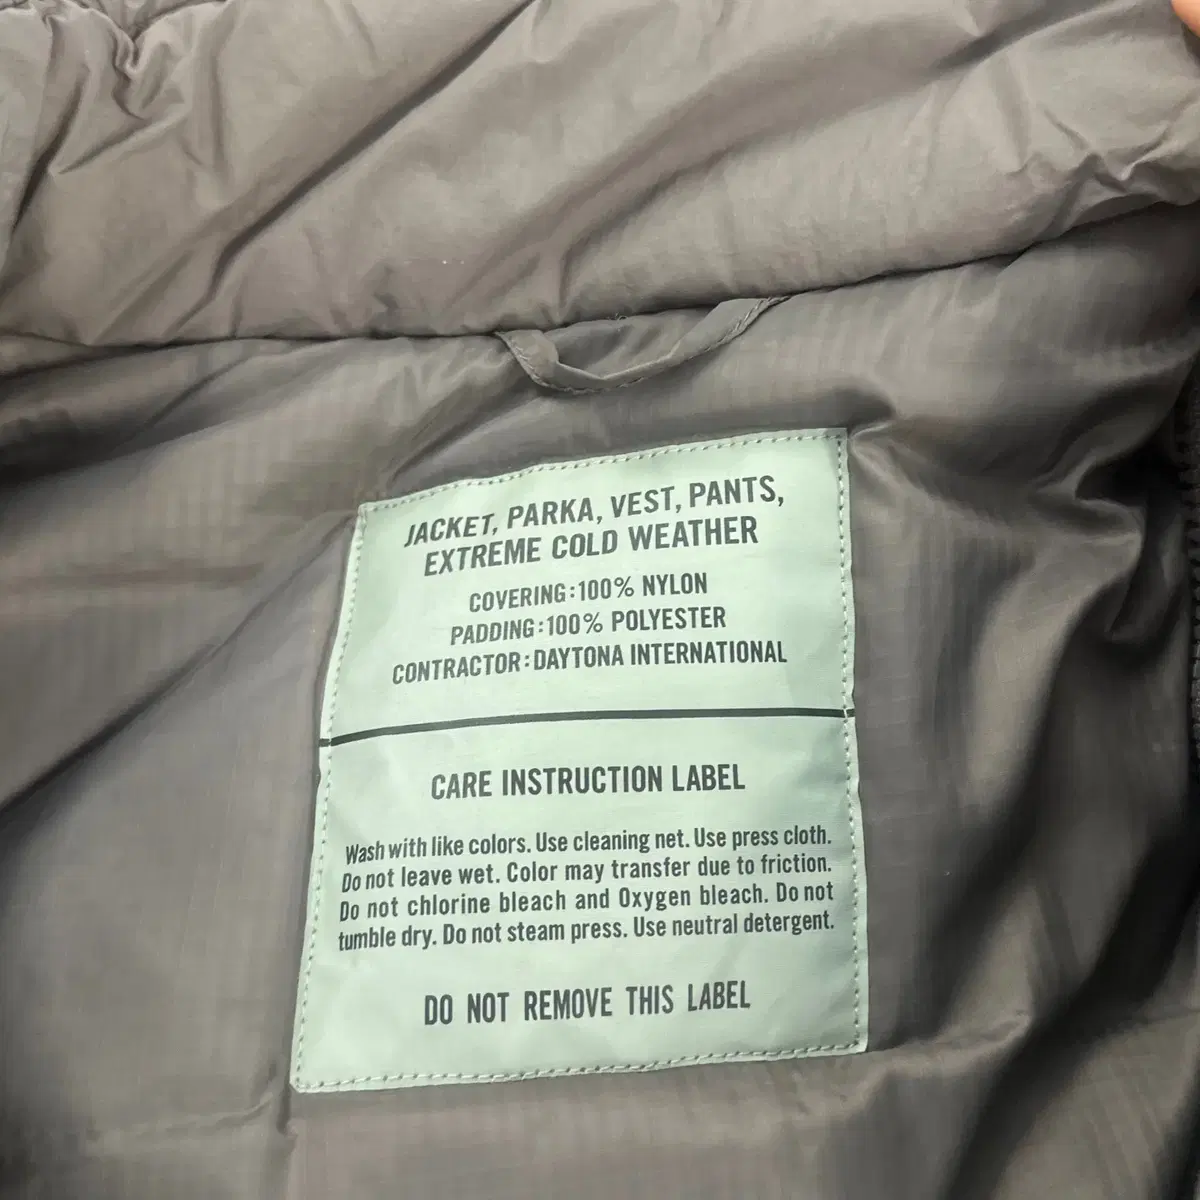 JACKET, PARKA, VEST, PANTS,
EXTREME COLD WEATHER
COVERING:100% NYLON
PADDING:100% POLYESTER
CONTRACTOR:DAYTONA INTERNATIONAL
CARE INSTRUCTION LABEL
Wash with like colors. Use cleaning net. Use press cloth.
Do not leave wet. Color may transfer due to friction.
Do not chlorine bleach and Oxygen bleach. Do not
tumble dry. Do not steam press. Use neutral detergent.
DO NOT REMOVE THIS LABEL